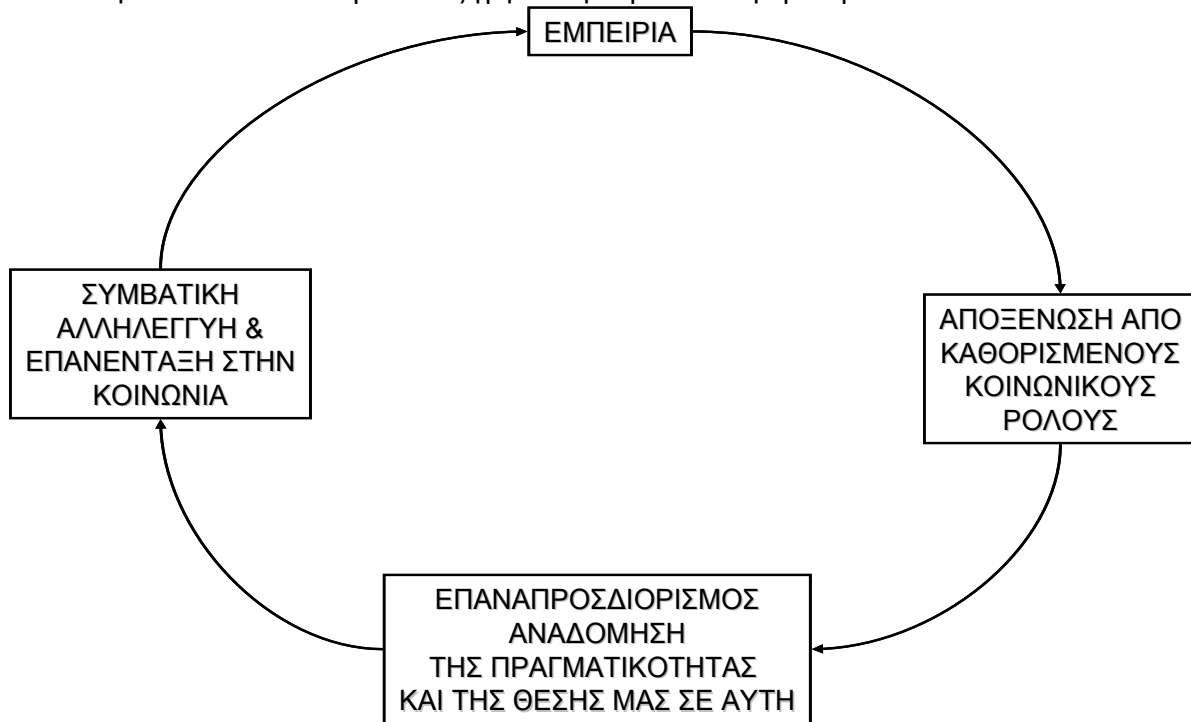 ΕΜΠΕΙΡΙΑ
ΣΥΜΒΑΤΙΚΗ
ΑΛΛΗΛΕΓΓΥΗ &
ΕΠΑΝΕΝΤΑΞΗ ΣΤΗΝ
ΚΟΙΝΩΝΙΑ
ΑΠΟΞΕΝΩΣΗ ΑΠΟ
ΚΑΘΟΡΙΣΜΕΝΟΥΣ
ΚΟΙΝΩΝΙΚΟΥΣ
ΡΟΛΟΥΣ
ΕΠΑΝΑΠΡΟΣΔΙΟΡΙΣΜΟΣ
ΑΝΑΔΟΜΗΣΗ
ΤΗΣ ΠΡΑΓΜΑΤΙΚΟΤΗΤΑΣ
ΚΑΙ ΤΗΣ ΘΕΣΗΣ ΜΑΣ ΣΕ ΑΥΤΗ